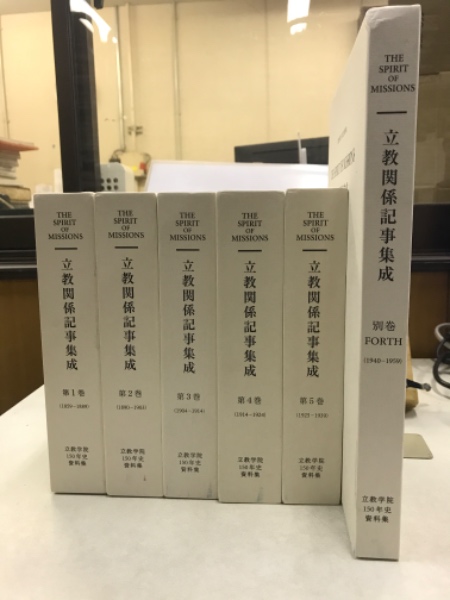 THE
SPIRIT
OF
MISSIONS
立教関係記事集成
第1巻
立教学院
150年史
資料集
THE
SPIRIT
OF
MISSIONS
立教関係記事集成
第2巻
立教学院
150年史
資料集
THE
SPIRIT
OF
MISSIONS
立教関係記事集成
第3巻
(1904-1914)
立教学院
150年史
資料集
THE
SPIRIT
OF
MISSIONS
立教関係記事集成
第4巻
(1914-1924)
立教学院
150年史
資料集
THE
SPIRIT
OF
MISSIONS
立教関係記事集成
第5巻
立教学院
150年史
資料集
THE
SPIRIT
OF
MISSIONS
立教関係記事集成
別巻
FORTH
(1940-1959)
立教学院
150年史
資料集